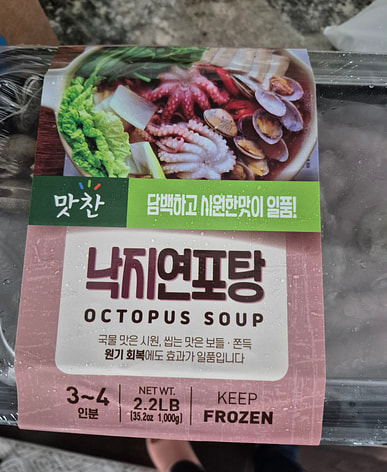 맛찬
담백하고 시원한맛이 일품!
낙지연포탕
OCTOPUS SOUP
국물 맛은 시원, 씹는 맛은 보들·쫀득
원기 회복에도 효과가 일품입니다
3~4
인분
NET WT.
2.2LB
(35.2oz 1,000g)
KEEP
FROZEN